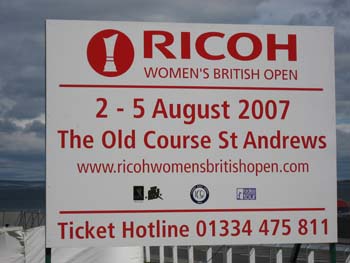 RICOH
WOMEN'S BRITISH OPEN
2 - 5 August 2007
The Old Course St Andrews
www.ricohwomensbritishopen.com
Ticket Hotline 01334 475 811